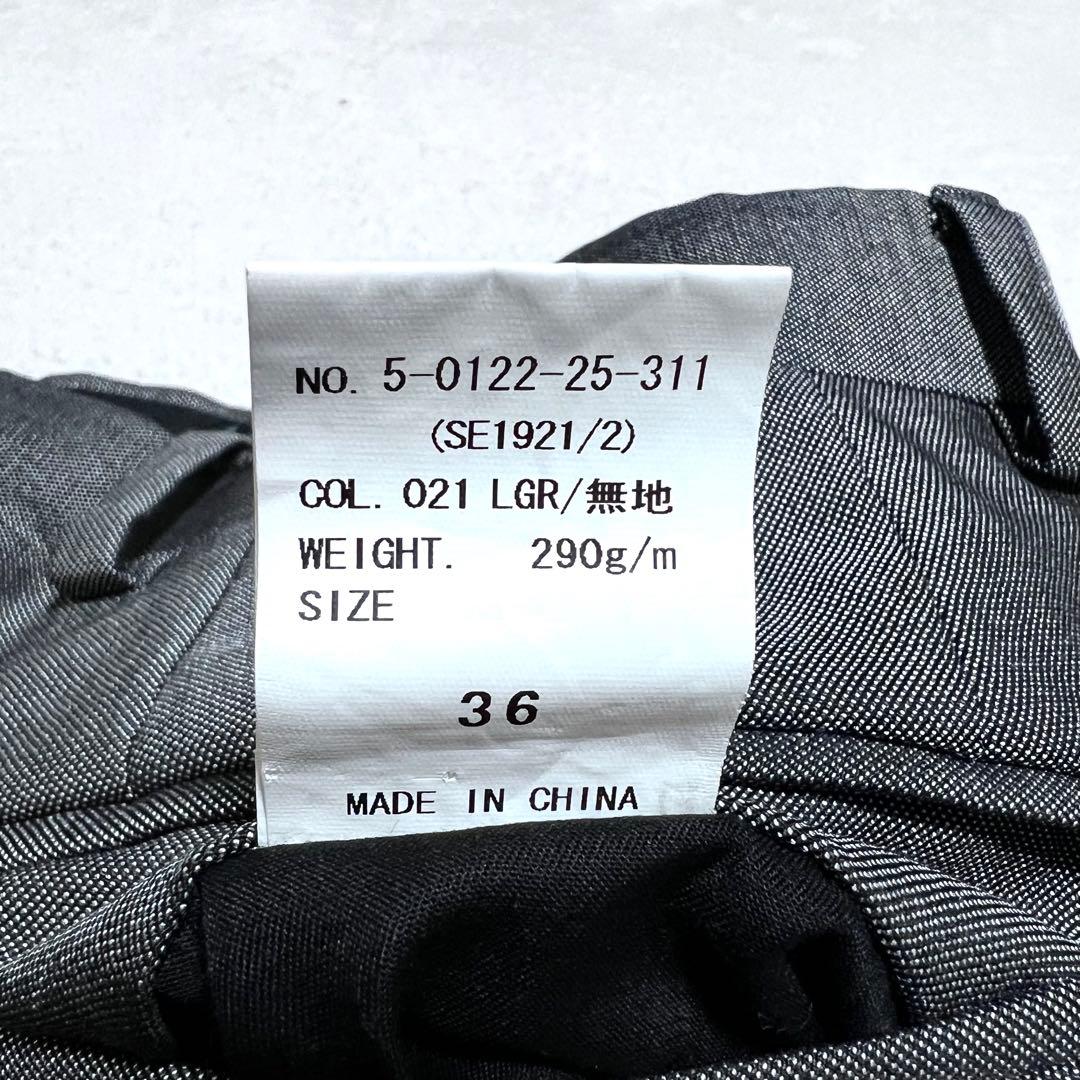 NO. 5-0122-25-311
(SE1921/2)
COL. 021 LGR/無地
WEIGHT. 290g/m
SIZE
36
MADE IN CHINA